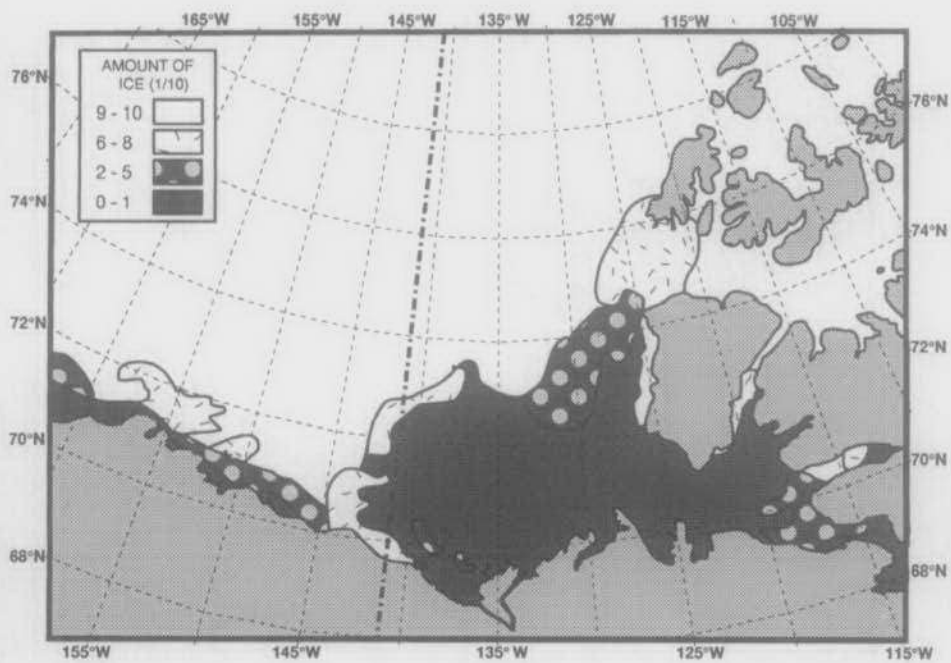 165°W 155°W 145°W 135°W 125°W 115°W 105°W
AMOUNT OF
ICE (1/10)
9 - 10
6 - 8
2 - 5
0 - 1
76°N
74°N
72°N
70°N
68°N
76°N
74°N
72°N
70°N
68°N
155°W 145°W 135°W 125°W 115°W